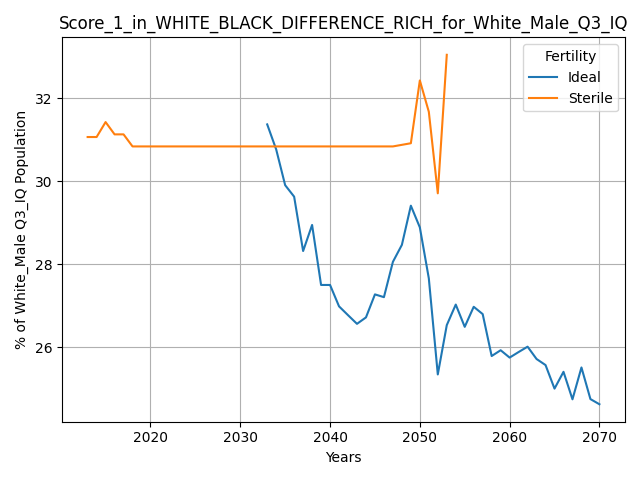 Score_1_in_WHITE_BLACK_DIFFERENCE_RICH_for_White_Male_Q3_IQ
Fertility
Ideal
Sterile
% of White_Male Q3_IQ Population
32
30
28
26
2020 2030 2040 2050 2060 2070
Years